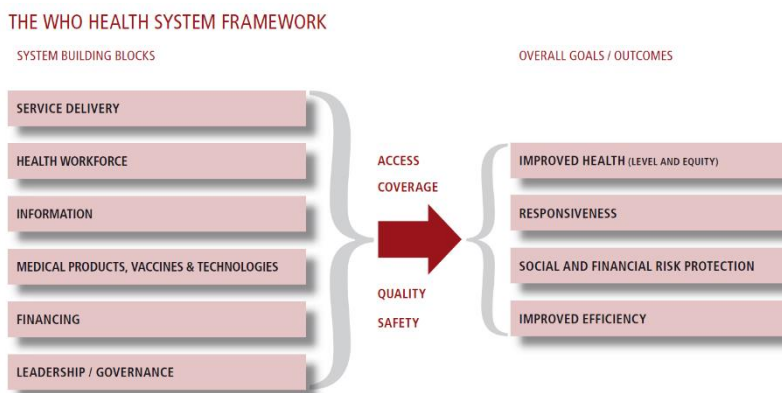 THE WHO HEALTH SYSTEM FRAMEWORK
SYSTEM BUILDING BLOCKS
SERVICE DELIVERY
HEALTH WORKFORCE
INFORMATION
MEDICAL PRODUCTS, VACCINES & TECHNOLOGIES
FINANCING
LEADERSHIP / GOVERNANCE
ACCESS
COVERAGE
QUALITY
SAFETY
OVERALL GOALS / OUTCOMES
IMPROVED HEALTH (LEVEL AND EQUITY)
RESPONSIVENESS
SOCIAL AND FINANCIAL RISK PROTECTION
IMPROVED EFFICIENCY